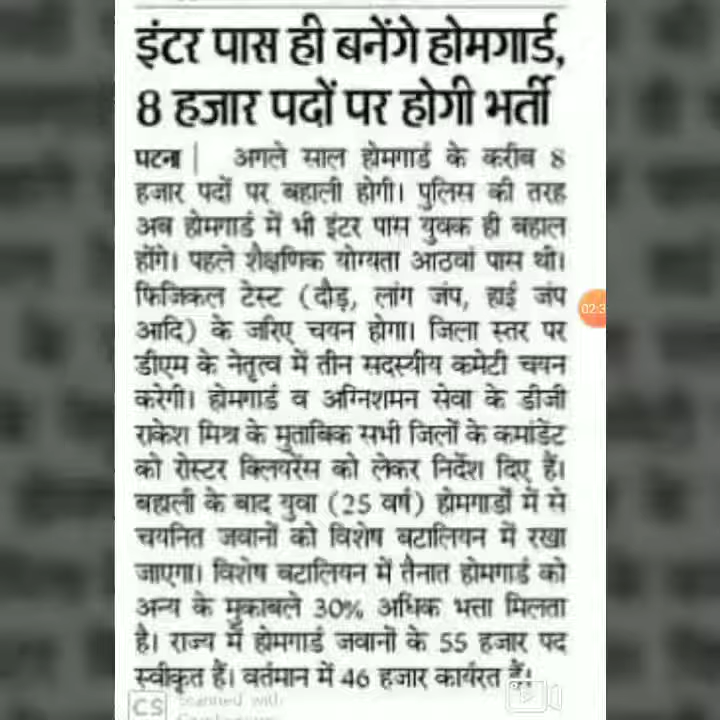 इंटर पास ही बनेंगे होमगार्ड,
8 हजार पदों पर होगी भर्ती
पटना | अगले साल होमगार्ड के करीब 8
हजार पदों पर बहाली होगी। पुलिस की तरह
अब होमगार्ड में भी इंटर पास युवक ही बहाल
होंगे। पहले शैक्षणिक योग्यता आठवां पास थी।
फिजिकल टेस्ट (दौड़, लांग जंप, हाई जंप
आदि) के जरिए चयन होगा। जिला स्तर पर
डीएम के नेतृत्व में तीन सदस्यीय कमेटी चयन
करेगी। होमगार्ड व अग्निशमन सेवा के डीजी
राकेश मिश्र के मुताबिक सभी जिलों के कमांडेंट
को रोस्टर क्लियरेंस को लेकर निर्देश दिए हैं।
बहाली के बाद युवा (25 वर्ष) होमगार्डों में से
चयनित जवानों को विशेष बटालियन में रखा
जाएगा। विशेष बटालियन में तैनात होमगार्ड को
अन्य के मुकाबले 30% अधिक भत्ता मिलता
है। राज्य में होमगार्ड जवानों के 55 हजार पद
स्वीकृत हैं। वर्तमान में 46 हजार कार्यरत हैं।
CS Scanned with
02:3